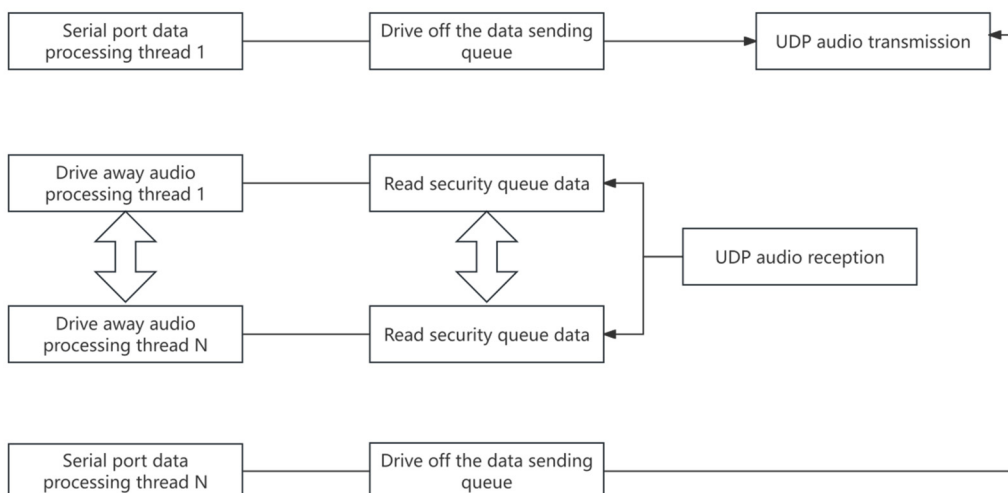 Serial port data
processing thread 1
Drive off the data sending
queue
UDP audio transmission
Drive away audio
processing thread 1
Read security queue data
UDP audio reception
Drive away audio
processing thread N
Read security queue data
Serial port data
processing thread N
Drive off the data sending
queue